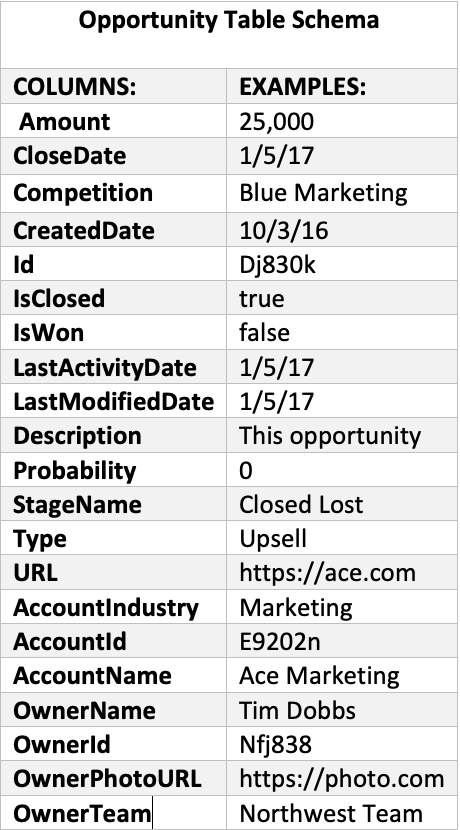 Opportunity Table Schema
COLUMNS: EXAMPLES:
Amount 25,000
CloseDate 1/5/17
Competition Blue Marketing
CreatedDate 10/3/16
Id Dj830k
IsClosed true
IsWon false
LastActivityDate 1/5/17
LastModifiedDate 1/5/17
Description This opportunity
Probability 0
StageName Closed Lost
Type Upsell
URL https://ace.com
AccountIndustry Marketing
AccountId E9202n
AccountName Ace Marketing
OwnerName Tim Dobbs
OwnerId Nfj838
OwnerPhotoURL https://photo.com
OwnerTeam Northwest Team